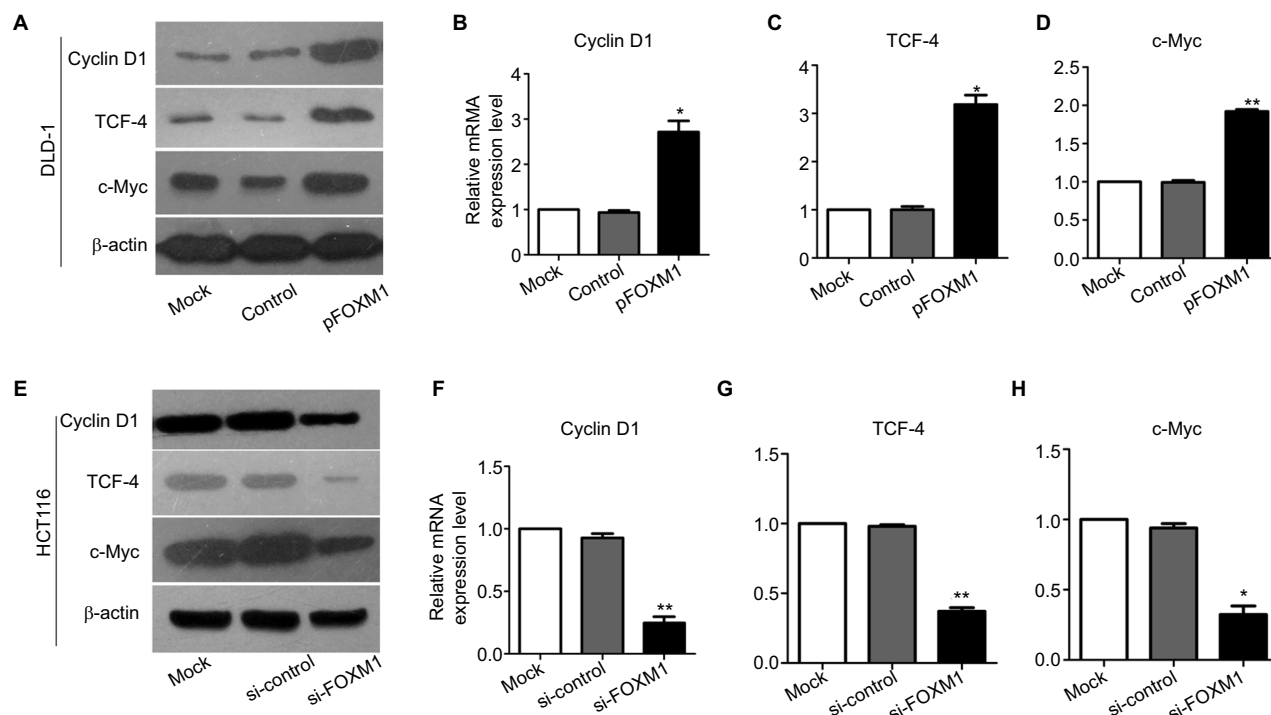 A
DLD-1
Cyclin D1
TCF-4
c-Myc
β-actin
Mock
Control
pFOXM1
B
Cyclin D1
Relative mRMA
expression level
4
3
2
1
0
*
Mock
Control
pFOXM1
C
TCF-4
4
3
2
1
0
*
Mock
Control
pFOXM1
D
c-Myc
2.5
2.0
1.5
1.0
0.5
0.0
**
Mock
Control
pFOXM1
E
HCT116
Cyclin D1
TCF-4
c-Myc
β-actin
Mock
si-control
si-FOXM1
F
Cyclin D1
Relative mRNA
expression level
1.5
1.0
0.5
0.0
**
Mock
si-control
si-FOXM1
G
TCF-4
1.5
1.0
0.5
0.0
**
Mock
si-control
si-FOXM1
H
c-Myc
1.5
1.0
0.5
0.0
*
Mock
si-control
si-FOXM1